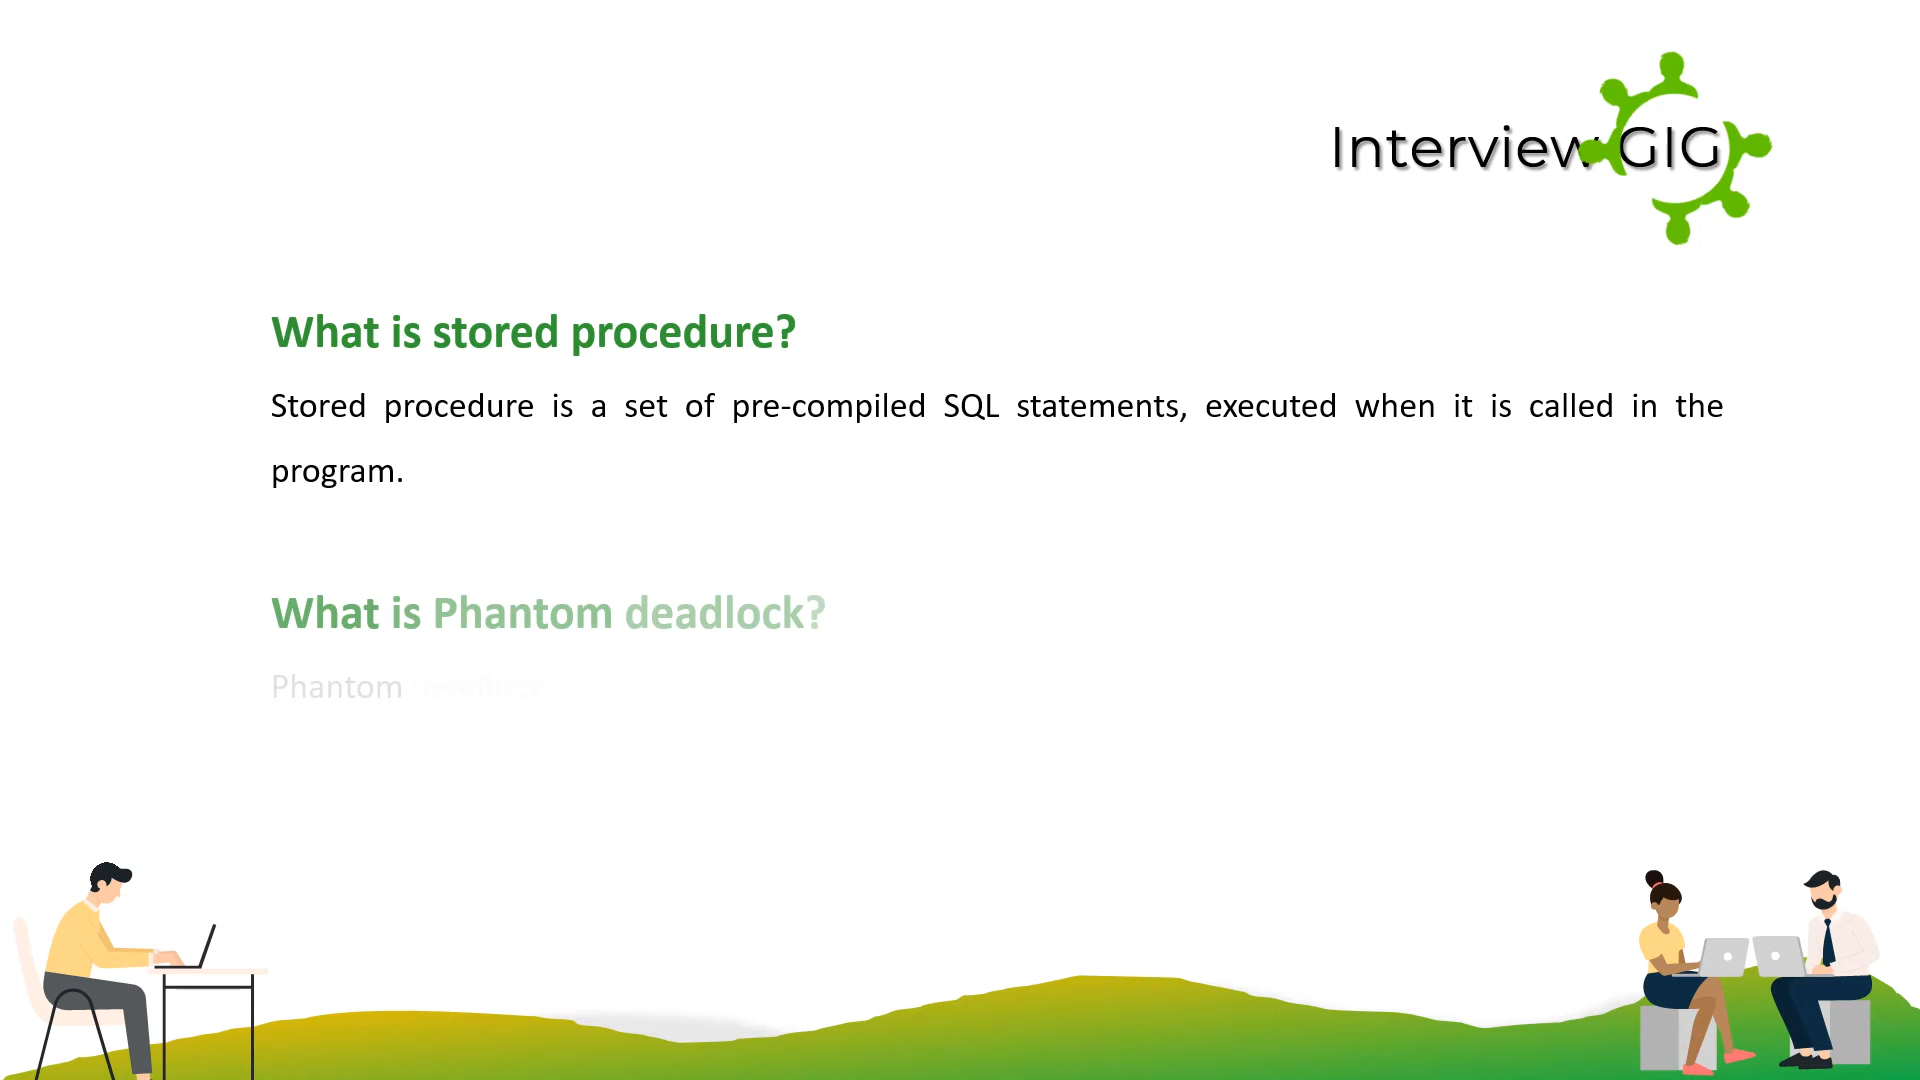 Interview GIG
What is stored procedure?
Stored procedure is a set of pre-compiled SQL statements, executed when it is called in the
program.
What is Phantom deadlock?
Phantom